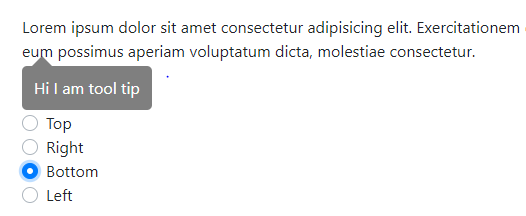 Lorem ipsum dolor sit amet consectetur adipisicing elit. Exercitationem
eum possimus aperiam voluptatum dicta, molestiae consectetur.
Hi I am tool tip
Top
Right
Bottom
Left